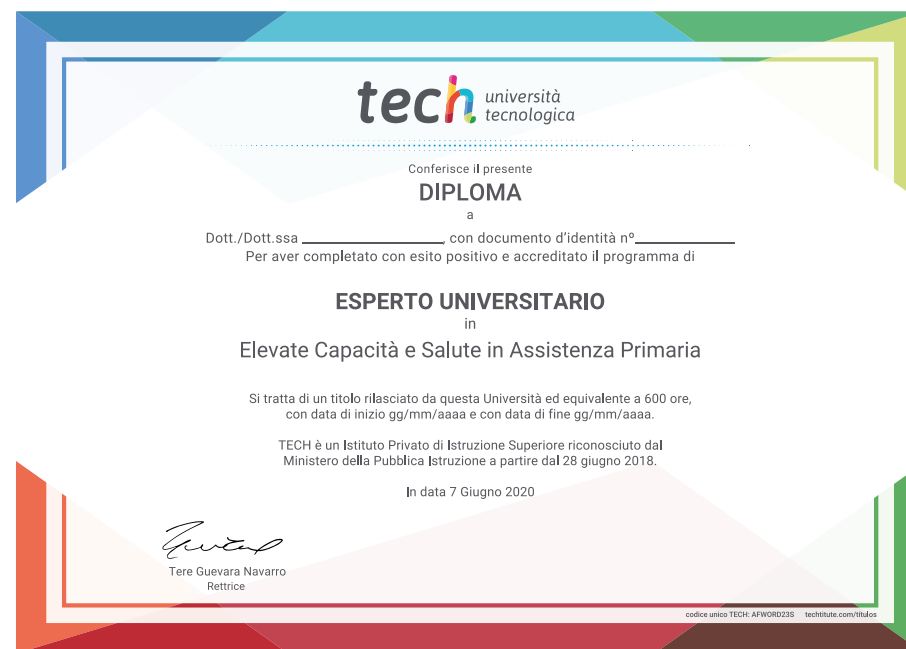 tech università
tecnologica
Conferisce il presente
DIPLOMA
a
Dott./Dott.ssa ____________________, con documento d'identità nº______________
Per aver completato con esito positivo e accreditato il programma di
ESPERTO UNIVERSITARIO
in
Elevate Capacità e Salute in Assistenza Primaria
Si tratta di un titolo rilasciato da questa Università ed equivalente a 600 ore,
con data di inizio gg/mm/aaaa e con data di fine gg/mm/aaaa.
TECH è un Istituto Privato di Istruzione Superiore riconosciuto dal
Ministero della Pubblica Istruzione a partire dal 28 giugno 2018.
In data 7 Giugno 2020
Tere Guevara Navarro
Rettrice
codice unico TECH: AFWORD23S techtitute.com/titulos